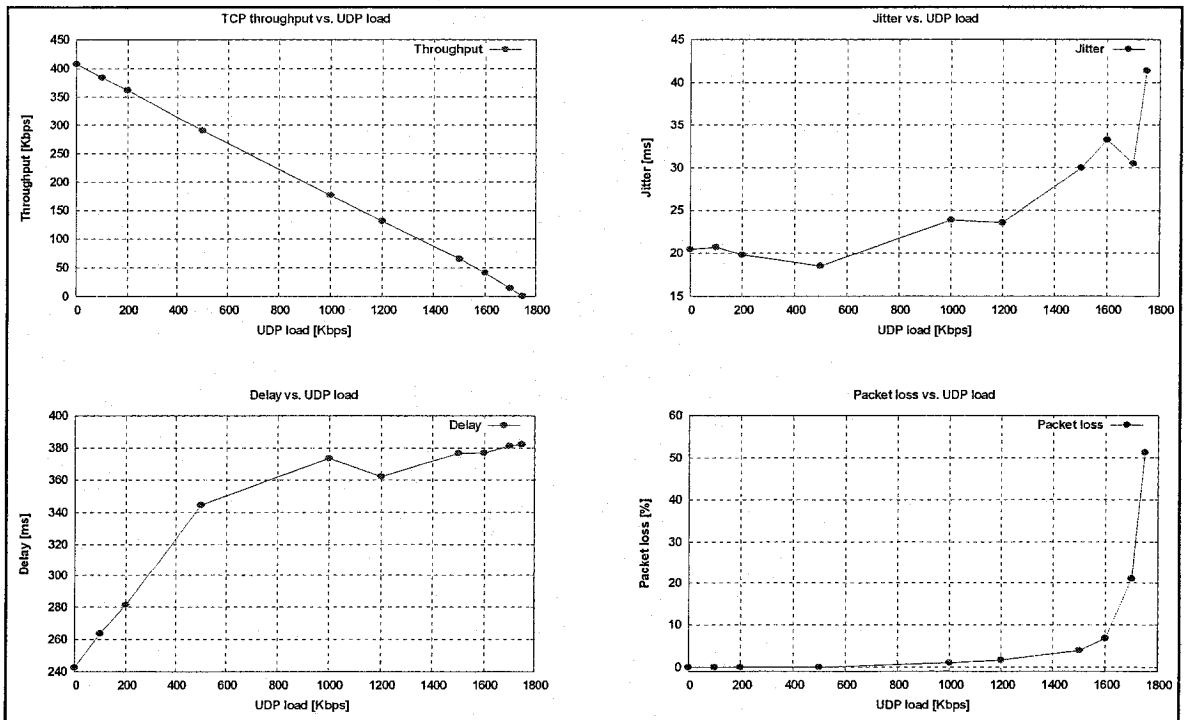 TCP throughput vs. UDP load
Throughput
Throughput [Kbps]
450
400
350
300
250
200
150
100
50
0
0 200 400 600 800 1000 1200 1400 1600 1800
UDP load [Kbps]
Jitter vs. UDP load
Jitter
Jitter [ms]
45
40
35
30
25
20
15
0 200 400 600 800 1000 1200 1400 1600 1800
UDP load [Kbps]
Delay vs. UDP load
Delay
Delay [ms]
400
380
360
340
320
300
280
260
240
0 200 400 600 800 1000 1200 1400 1600 1800
UDP load [Kbps]
Packet loss vs. UDP load
Packet loss
Packet loss [%]
60
50
40
30
20
10
0
0 200 400 600 800 1000 1200 1400 1600 1800
UDP load [Kbps]